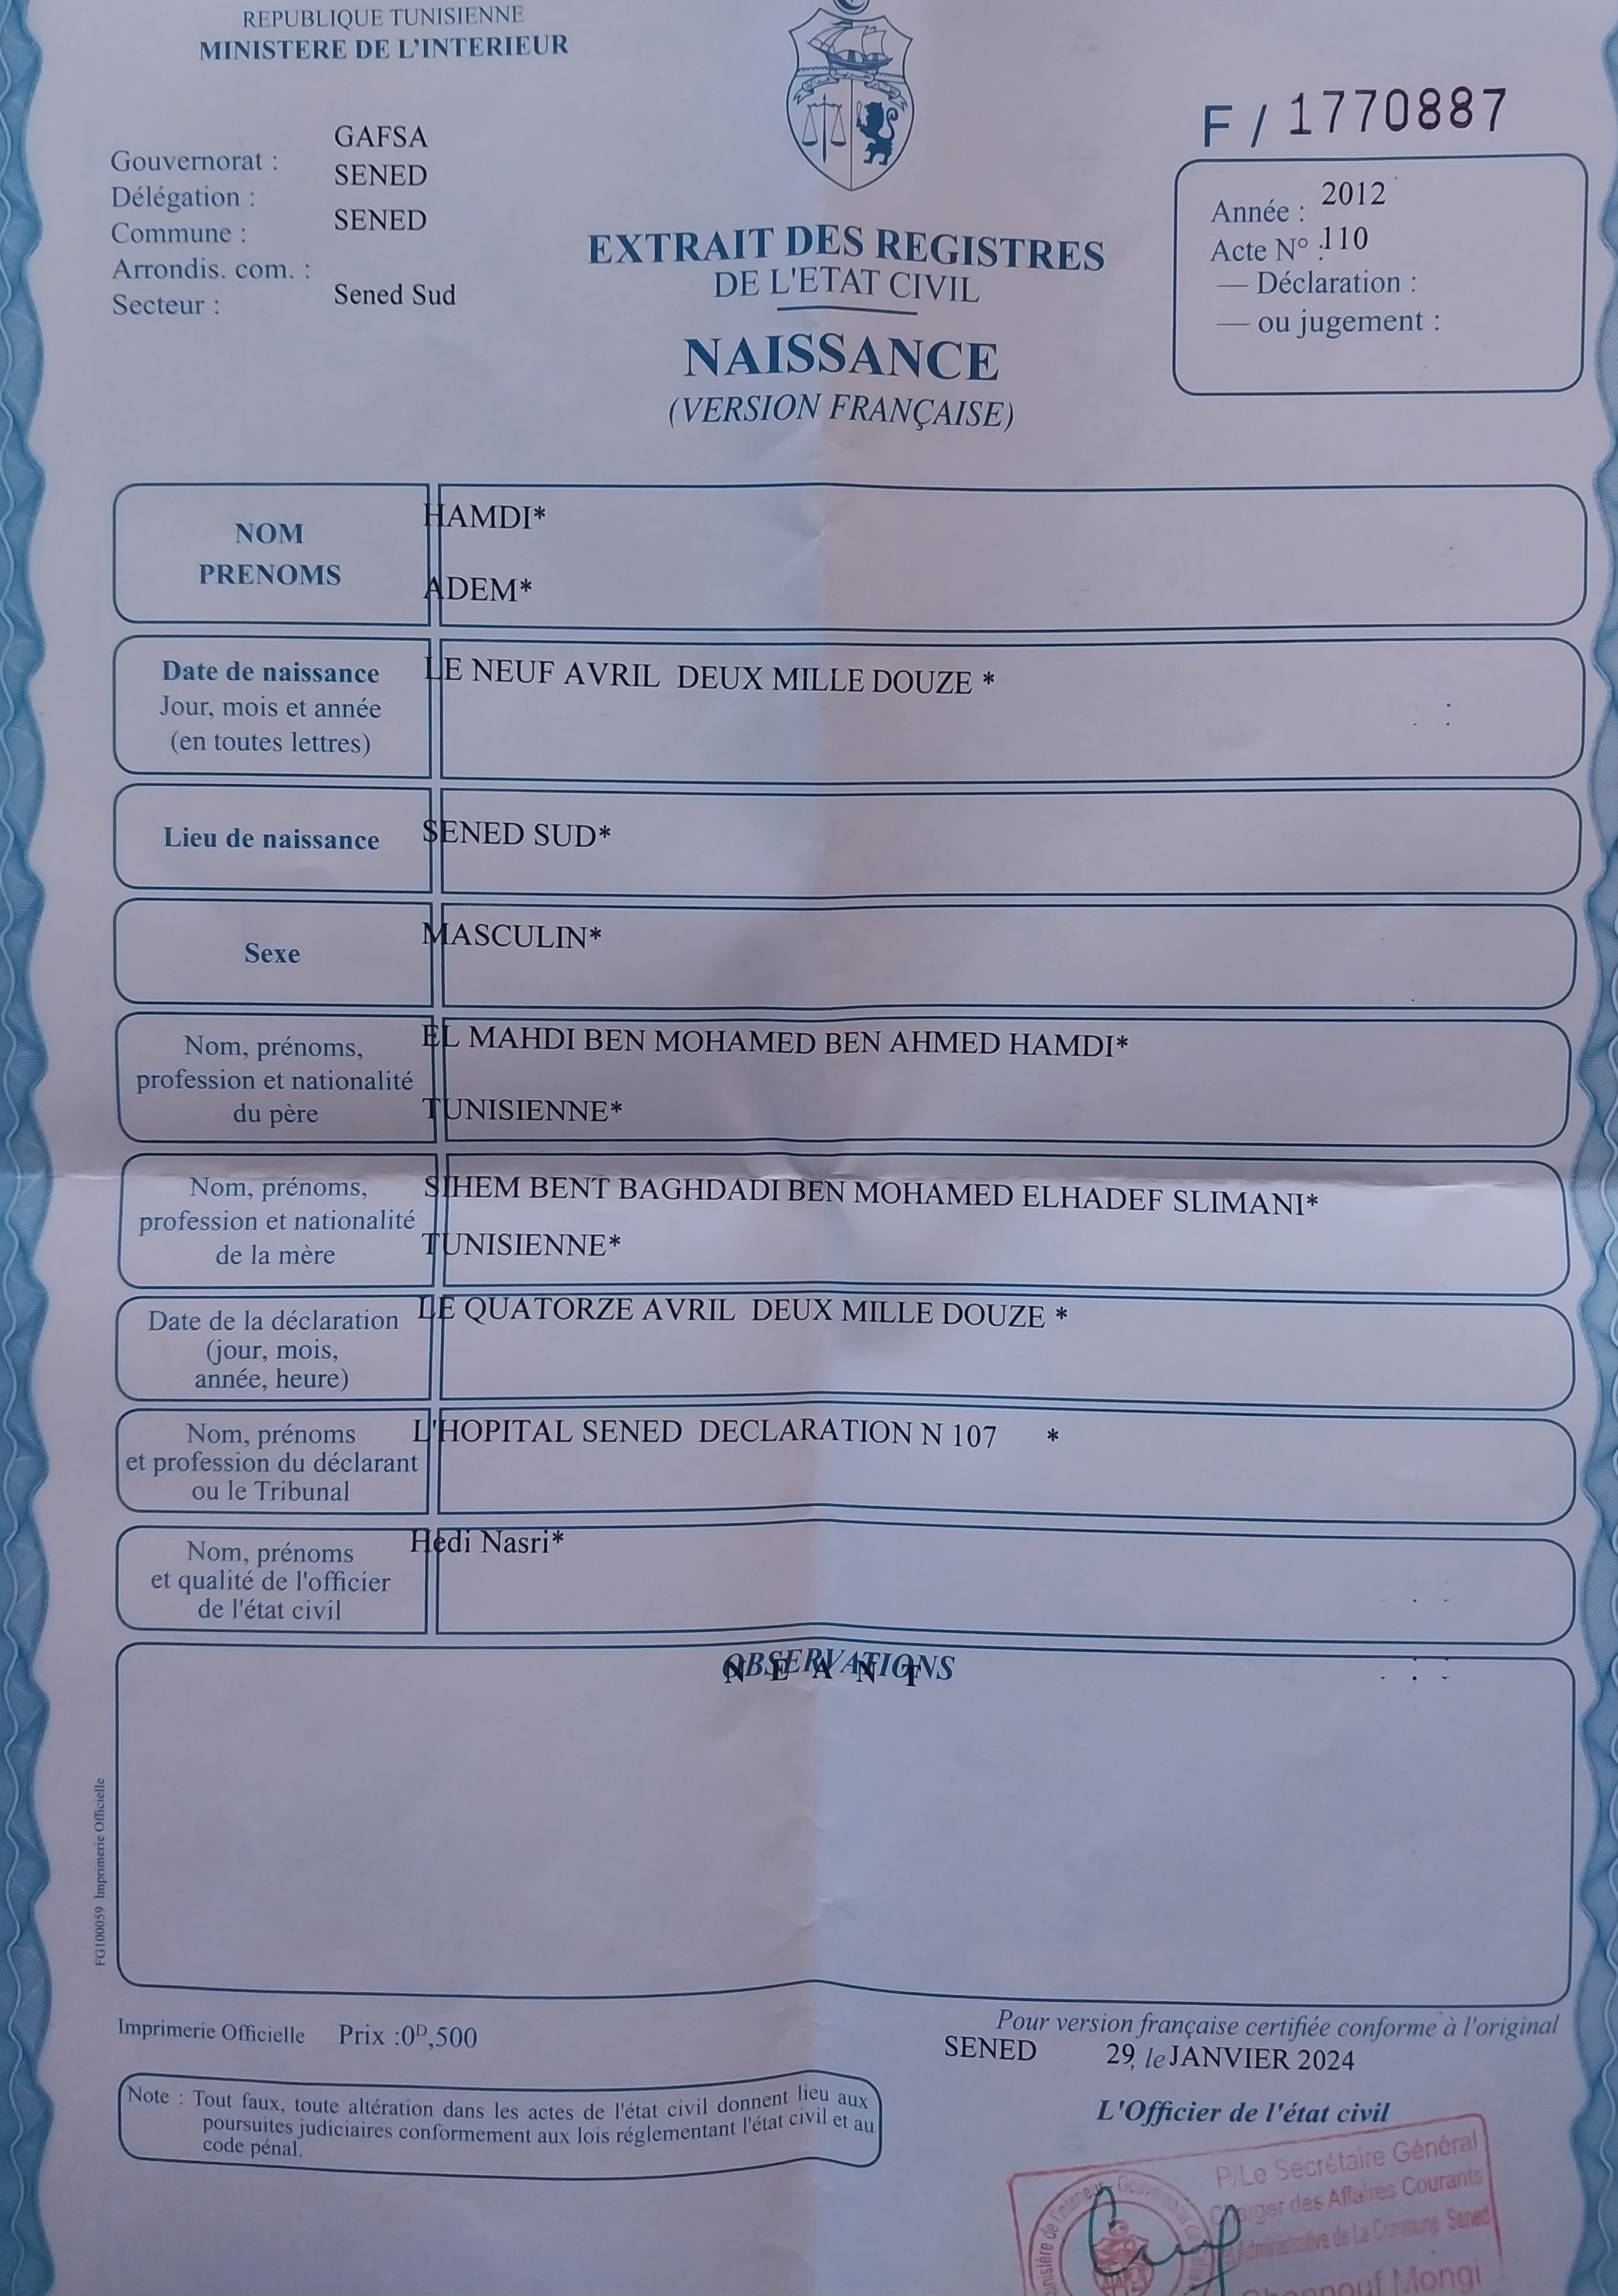 REPUBLIQUE TUNISIENNE
MINISTERE DE L'INTERIEUR
F / 1770887
Gouvernorat : GAFSA
Délégation : SENED
Commune : SENED
Arrondis. com. :
Secteur : Sened Sud
EXTRAIT DES REGISTRES
DE L'ETAT CIVIL
NAISSANCE
(VERSION FRANÇAISE)
Année : 2012
Acte N° :110
— Déclaration :
— ou jugement :
NOM
PRENOMS
HAMDI*
ADEM*
Date de naissance
Jour, mois et année
(en toutes lettres)
LE NEUF AVRIL DEUX MILLE DOUZE *
Lieu de naissance
SENED SUD*
Sexe
MASCULIN*
Nom, prénoms,
profession et nationalité
du père
EL MAHDI BEN MOHAMED BEN AHMED HAMDI*
TUNISIENNE*
Nom, prénoms,
profession et nationalité
de la mère
SIHEM BENT BAGHDADI BEN MOHAMED ELHADEF SLIMANI*
TUNISIENNE*
Date de la déclaration
(jour, mois,
année, heure)
LE QUATORZE AVRIL DEUX MILLE DOUZE *
Nom, prénoms
et profession du déclarant
ou le Tribunal
L'HOPITAL SENED DECLARATION N 107 *
Nom, prénoms
et qualité de l'officier
de l'état civil
Hedi Nasri*
OBSERVATIONS
N E A N T
FG100059 Imprimerie Officielle
Imprimerie Officielle Prix :0D,500
Pour version française certifiée conforme à l'original
SENED 29, le JANVIER 2024
L'Officier de l'état civil
Note : Tout faux, toute altération dans les actes de l'état civil donnent lieu aux
poursuites judiciaires conformement aux lois réglementant l'état civil et au
code pénal.
P/Le Secrétaire Général
Charger des Affaires Courants
Administrative de La Commune Sened
Mongi